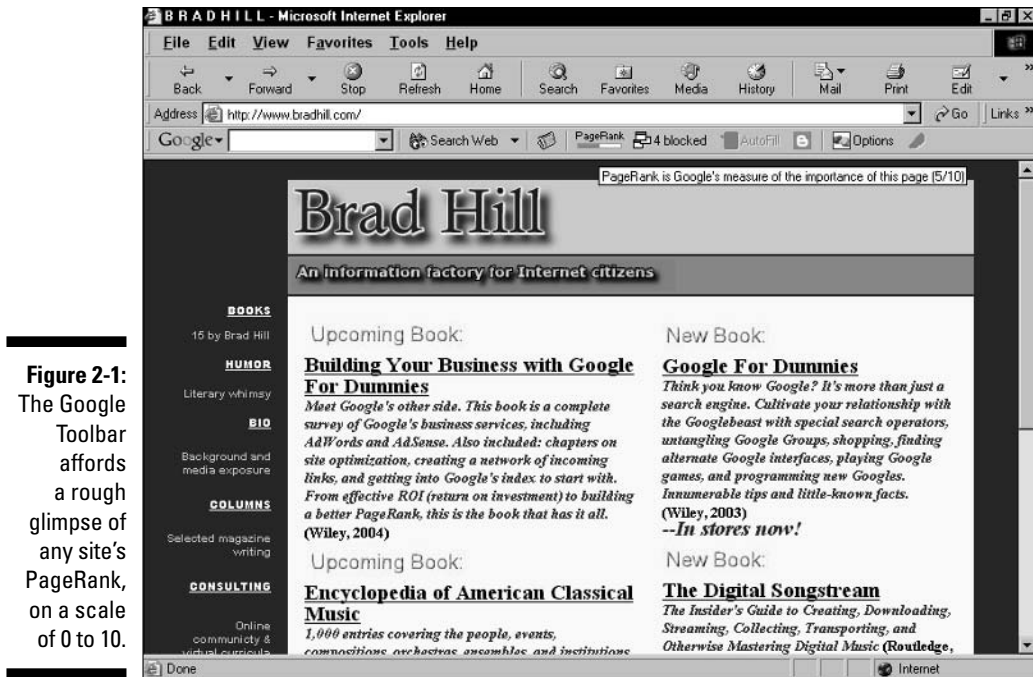 B R A D H I L L - Microsoft Internet Explorer
File Edit View Favorites Tools Help
Back Forward Stop Refresh Home Search Favorites Media History Mail Print Edit
Address http://www.bradhill.com/ Go Links
Google Search Web PageRank 4 blocked AutoFill Options
PageRank is Google's measure of the importance of this page (5/10)
Brad Hill
An information factory for Internet citizens
BOOKS
15 by Brad Hill
HUMOR
Literary whimsy
BIO
Background and
media exposure
COLUMNS
Selected magazine
writing
CONSULTING
Online
communicty &
virtual curricula
Upcoming Book:
Building Your Business with Google
For Dummies
Meet Google's other side. This book is a complete
survey of Google's business services, including
AdWords and AdSense. Also included: chapters on
site optimization, creating a network of incoming
links, and getting into Google's index to start with.
From effective ROI (return on investment) to building
a better PageRank, this is the book that has it all.
(Wiley, 2004)
Upcoming Book:
Encyclopedia of American Classical
Music
1,000 entries covering the people, events,
compositions, orchestras, ensembles, and institutions
New Book:
Google For Dummies
Think you know Google? It's more than just a
search engine. Cultivate your relationship with
the Googlebeast with special search operators,
untangling Google Groups, shopping, finding
alternate Google interfaces, playing Google
games, and programming new Googles.
Innumerable tips and little-known facts.
(Wiley, 2003)
--In stores now!
New Book:
The Digital Songstream
The Insider's Guide to Creating, Downloading,
Streaming, Collecting, Transporting, and
Otherwise Mastering Digital Music (Routledge,
Done Internet
Figure 2-1:
The Google
Toolbar
affords
a rough
glimpse of
any site's
PageRank,
on a scale
of 0 to 10.